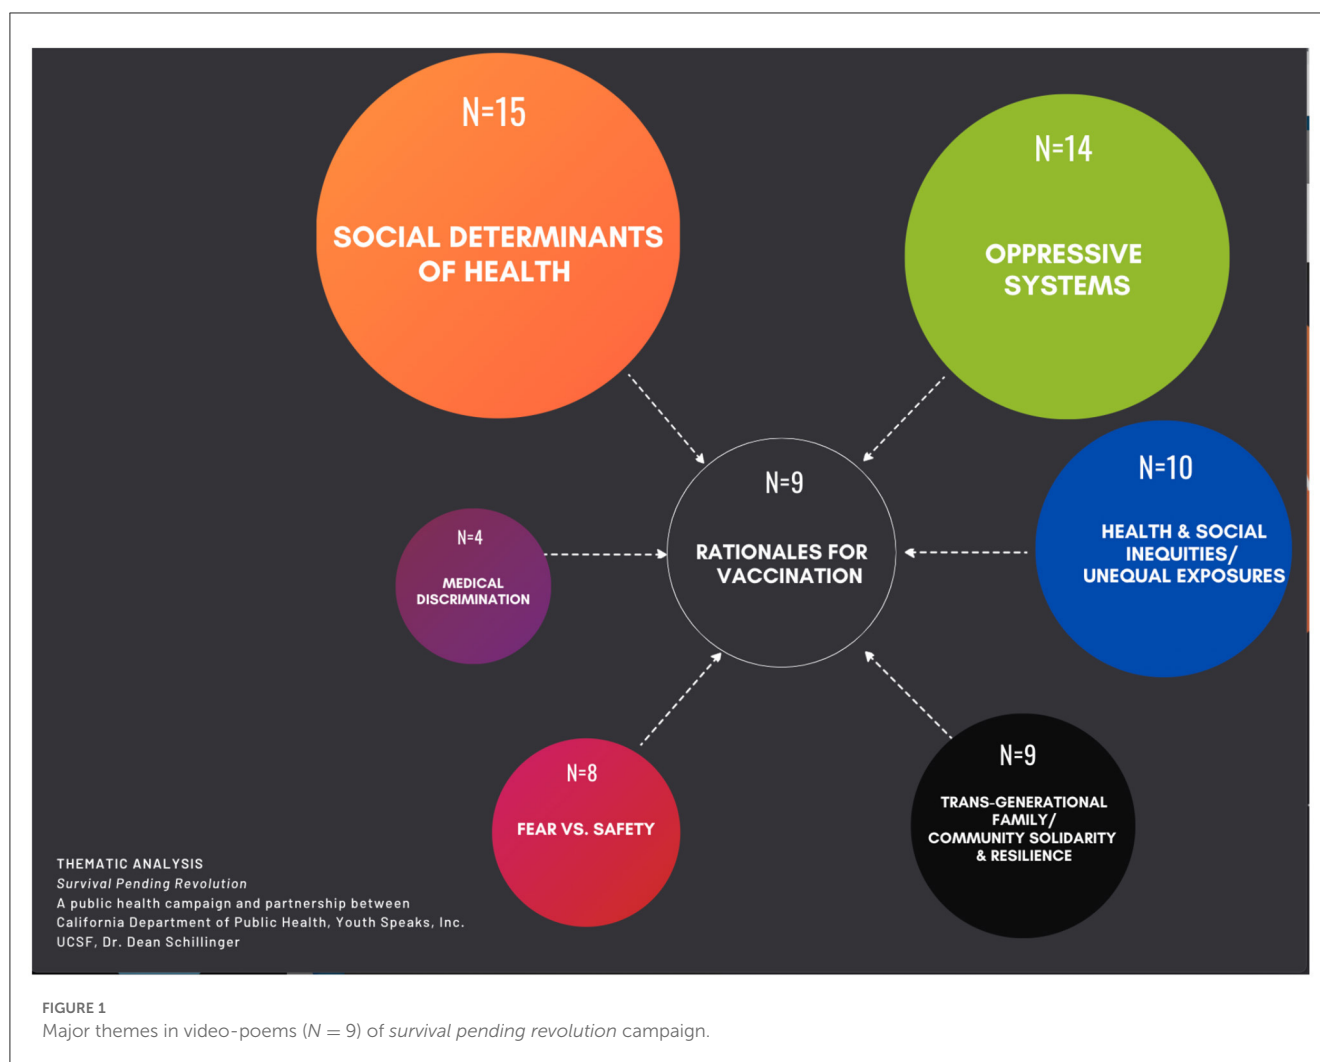 N=15
SOCIAL DETERMINANTS
OF HEALTH
N=14
OPPRESSIVE
SYSTEMS
N=9
RATIONALES FOR
VACCINATION
N=10
HEALTH & SOCIAL
INEQUITIES/
UNEQUAL EXPOSURES
N=4
MEDICAL
DISCRIMINATION
N=8
FEAR VS. SAFETY
N=9
TRANS-GENERATIONAL
FAMILY/
COMMUNITY SOLIDARITY
& RESILIENCE
THEMATIC ANALYSIS
Survival Pending Revolution
A public health campaign and partnership between
California Department of Public Health, Youth Speaks, Inc.
UCSF, Dr. Dean Schillinger
FIGURE 1
Major themes in video-poems (N = 9) of survival pending revolution campaign.